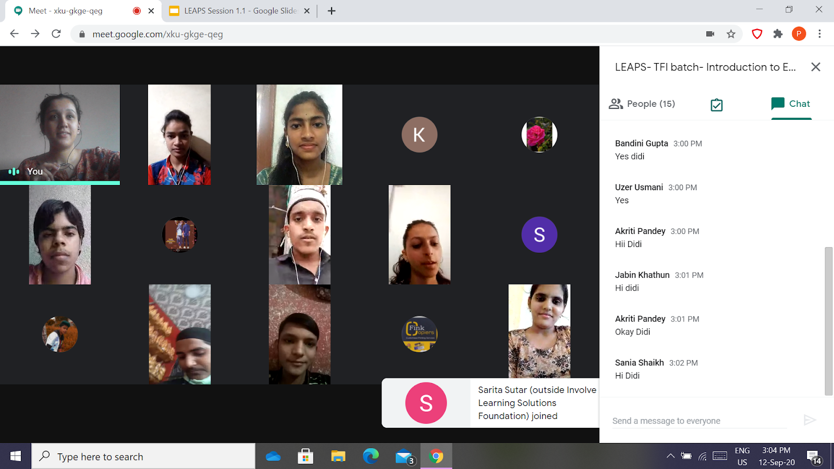 Meet - xku-gkge-qeg
LEAPS Session 1.1 - Google Slide
meet.google.com/xku-gkge-qeg
P
LEAPS- TFI batch- Introduction to E...
People (15)
Chat
You
K
S
Bandini Gupta 3:00 PM
Yes didi
Uzer Usmani 3:00 PM
Yes
Akriti Pandey 3:00 PM
Hii Didi
Jabin Khathun 3:01 PM
Hi didi
Akriti Pandey 3:01 PM
Okay Didi
Sania Shaikh 3:02 PM
Hi Didi
S
Sarita Sutar (outside Involve
Learning Solutions
Foundation) joined
Send a message to everyone
Type here to search
3
ENG
US
3:04 PM
12-Sep-20
14